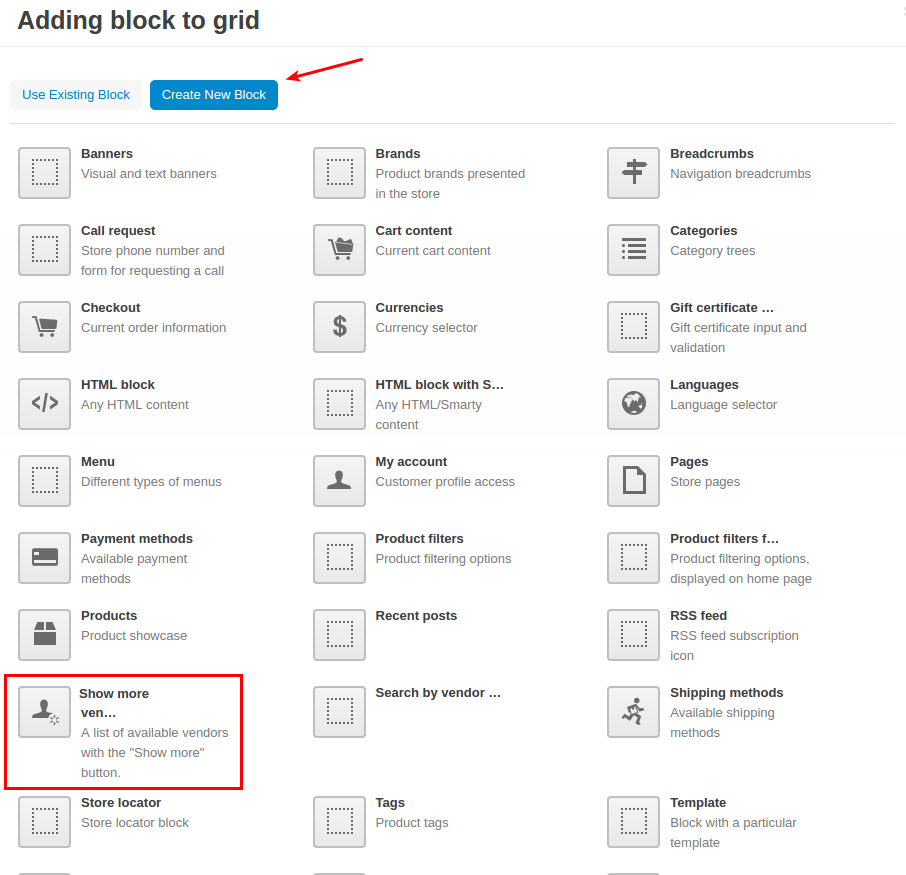 Adding block to grid
Use Existing Block
Create New Block
Banners
Visual and text banners
Brands
Product brands presented
in the store
Breadcrumbs
Navigation breadcrumbs
Call request
Store phone number and
form for requesting a call
Cart content
Current cart content
Categories
Category trees
Checkout
Current order information
Currencies
Currency selector
Gift certificate ...
Gift certificate input and
validation
HTML block
Any HTML content
HTML block with S...
Any HTML/Smarty
content
Languages
Language selector
Menu
Different types of menus
My account
Customer profile access
Pages
Store pages
Payment methods
Available payment
methods
Product filters
Product filtering options
Product filters f...
Product filtering options,
displayed on home page
Products
Product showcase
Recent posts
RSS feed
RSS feed subscription
icon
Show more
ven...
A list of available vendors
with the "Show more"
button.
Search by vendor ...
Shipping methods
Available shipping
methods
Store locator
Store locator block
Tags
Product tags
Template
Block with a particular
template